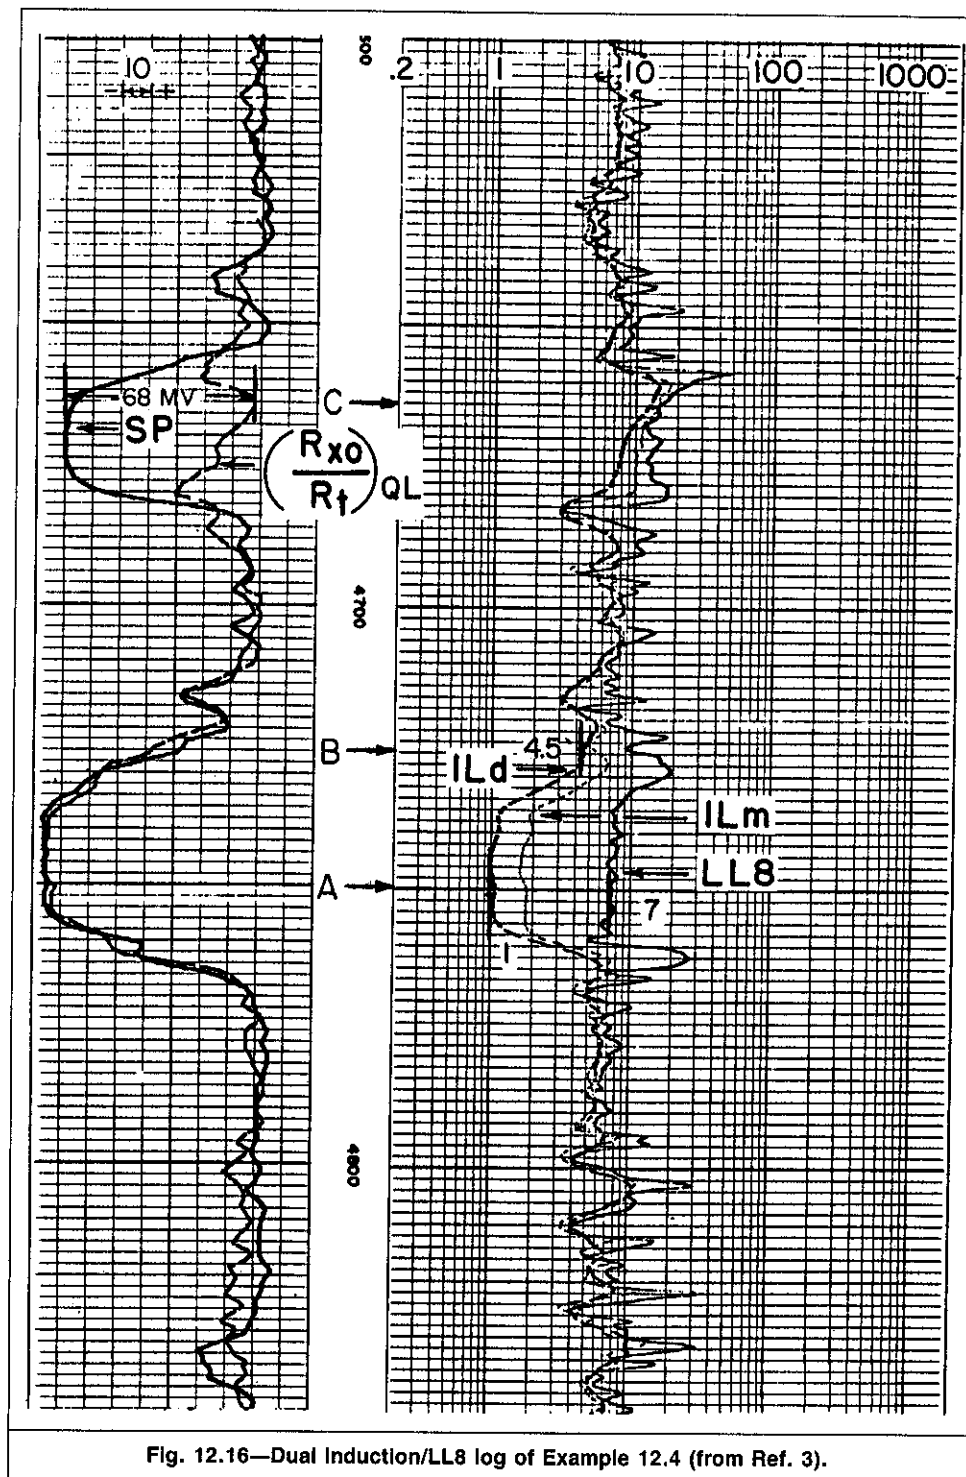 10
500
.2 1 10 100 1000
68 MV
SP
C
(Rxo/Rt)QL
4700
B
4.5
ILd
ILm
LL8
A
7
1
4800
Fig. 12.16—Dual Induction/LL8 log of Example 12.4 (from Ref. 3).